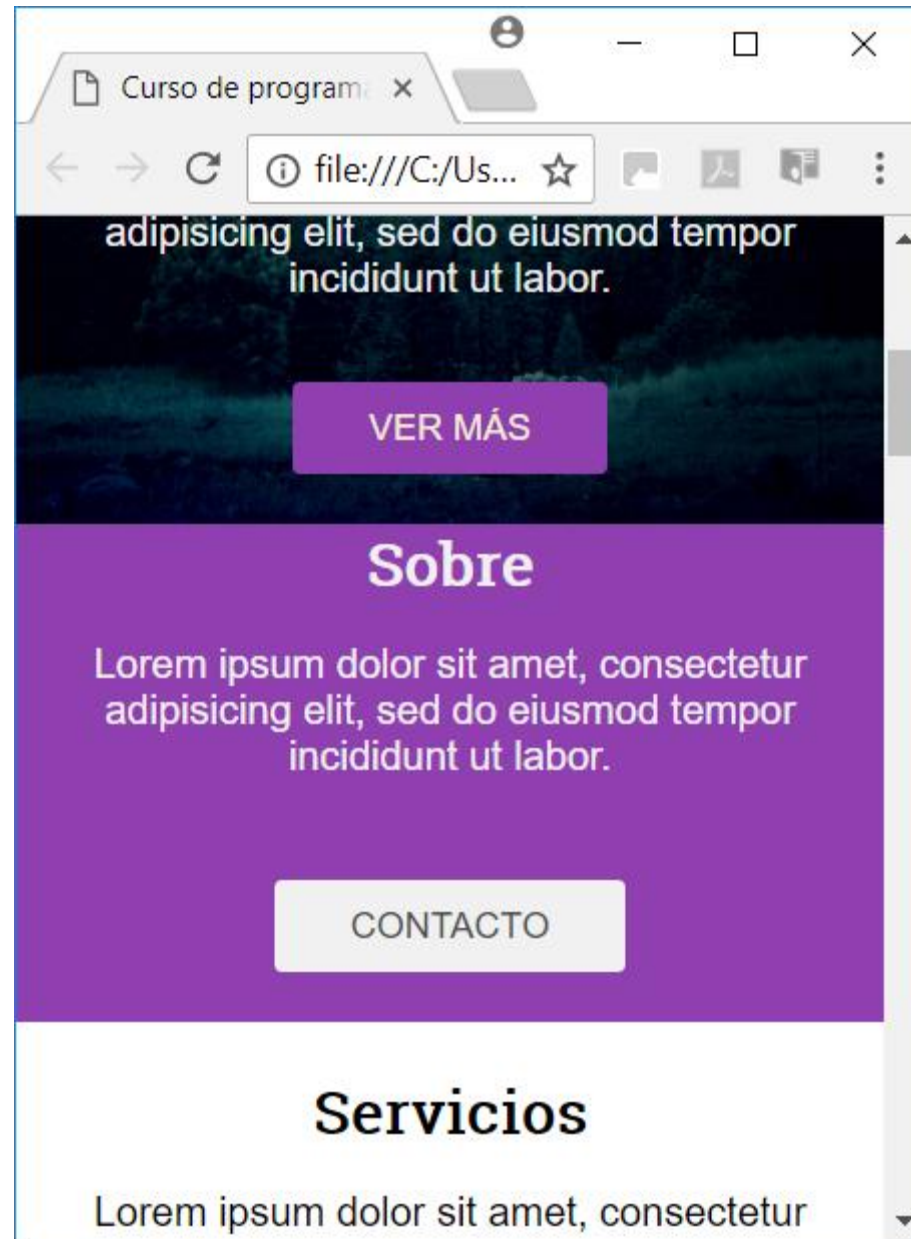 Curso de program
file:///C:/Us...
adipisicing elit, sed do eiusmod tempor
incididunt ut labor.
VER MÁS
Sobre
Lorem ipsum dolor sit amet, consectetur
adipisicing elit, sed do eiusmod tempor
incididunt ut labor.
CONTACTO
Servicios
Lorem ipsum dolor sit amet, consectetur